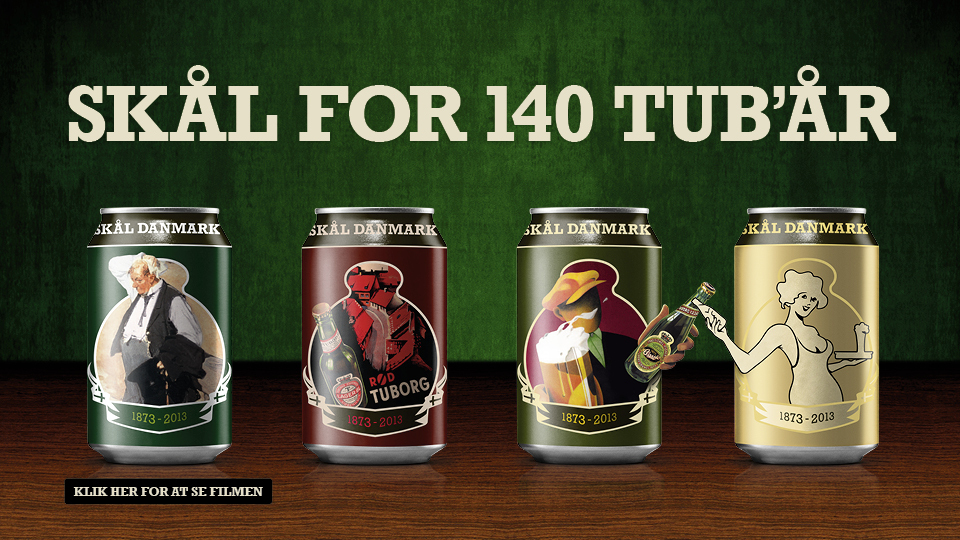 SKÅL FOR 140 TUB'ÅR
SKÅL DANMARK
SKÅL DANMARK
SKÅL DANMARK
SKÅL DANMARK
RØD
TUBORG
LAGERØL
1873 - 2013
1873 - 2013
1873 - 2013
1873 - 2013
KLIK HER FOR AT SE FILMEN